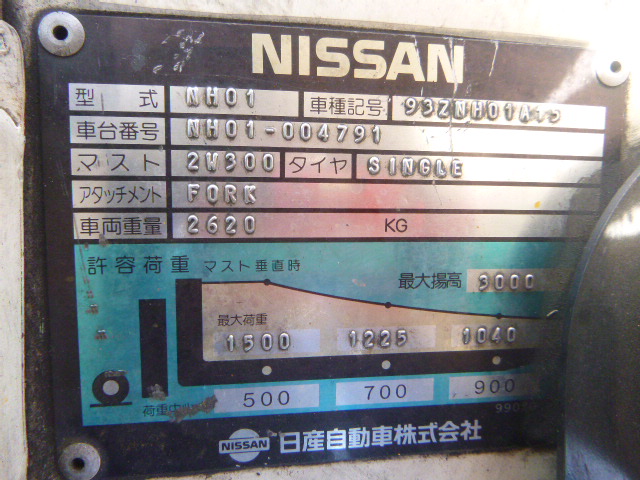 NISSAN
型 式 NH01 車種記号 93ZNH01A15
車台番号 NH01-004791
マスト 2W300 タイヤ SINGLE
アタッチメント FORK
車両重量 2620 KG
許容荷重 マスト垂直時 最大揚高 3000
最大荷重
1500 1225 1040
500 700 900
NISSAN 日産自動車株式会社